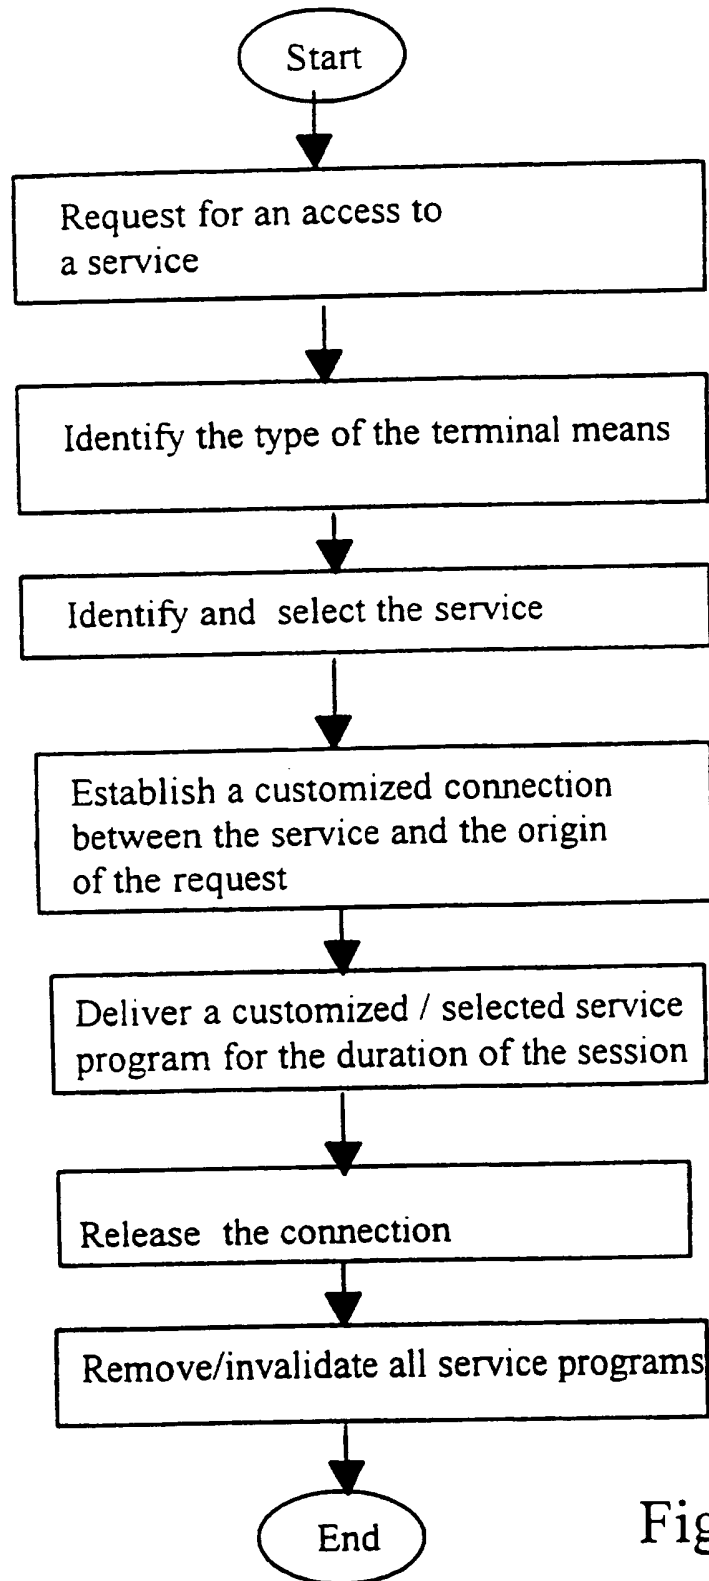 Start
Request for an access to
a service
Identify the type of the terminal means
Identify and select the service
Establish a customized connection
between the service and the origin
of the request
Deliver a customized / selected service
program for the duration of the session
Release the connection
Remove/invalidate all service programs
End
Fig